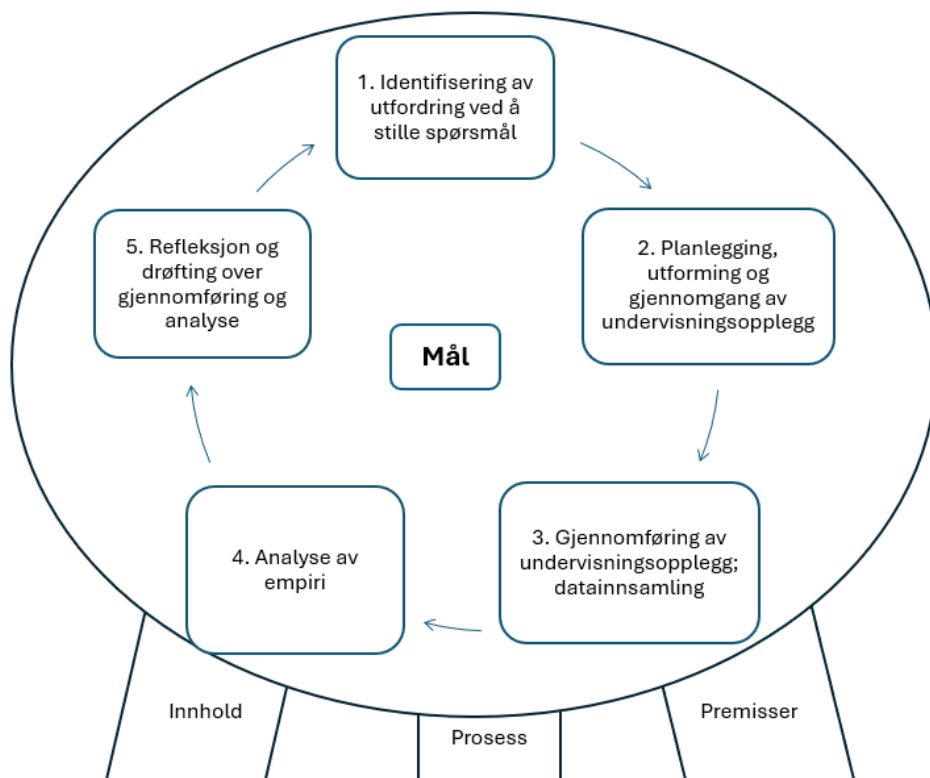 1. Identifisering av
utfordring ved å
stille spørsmål
2. Planlegging,
utforming og
gjennomgang av
undervisningsopplegg
3. Gjennomføring av
undervisningsopplegg;
datainnsamling
4. Analyse av
empiri
5. Refleksjon og
drøfting over
gjennomføring og
analyse
Mål
Innhold
Prosess
Premisser